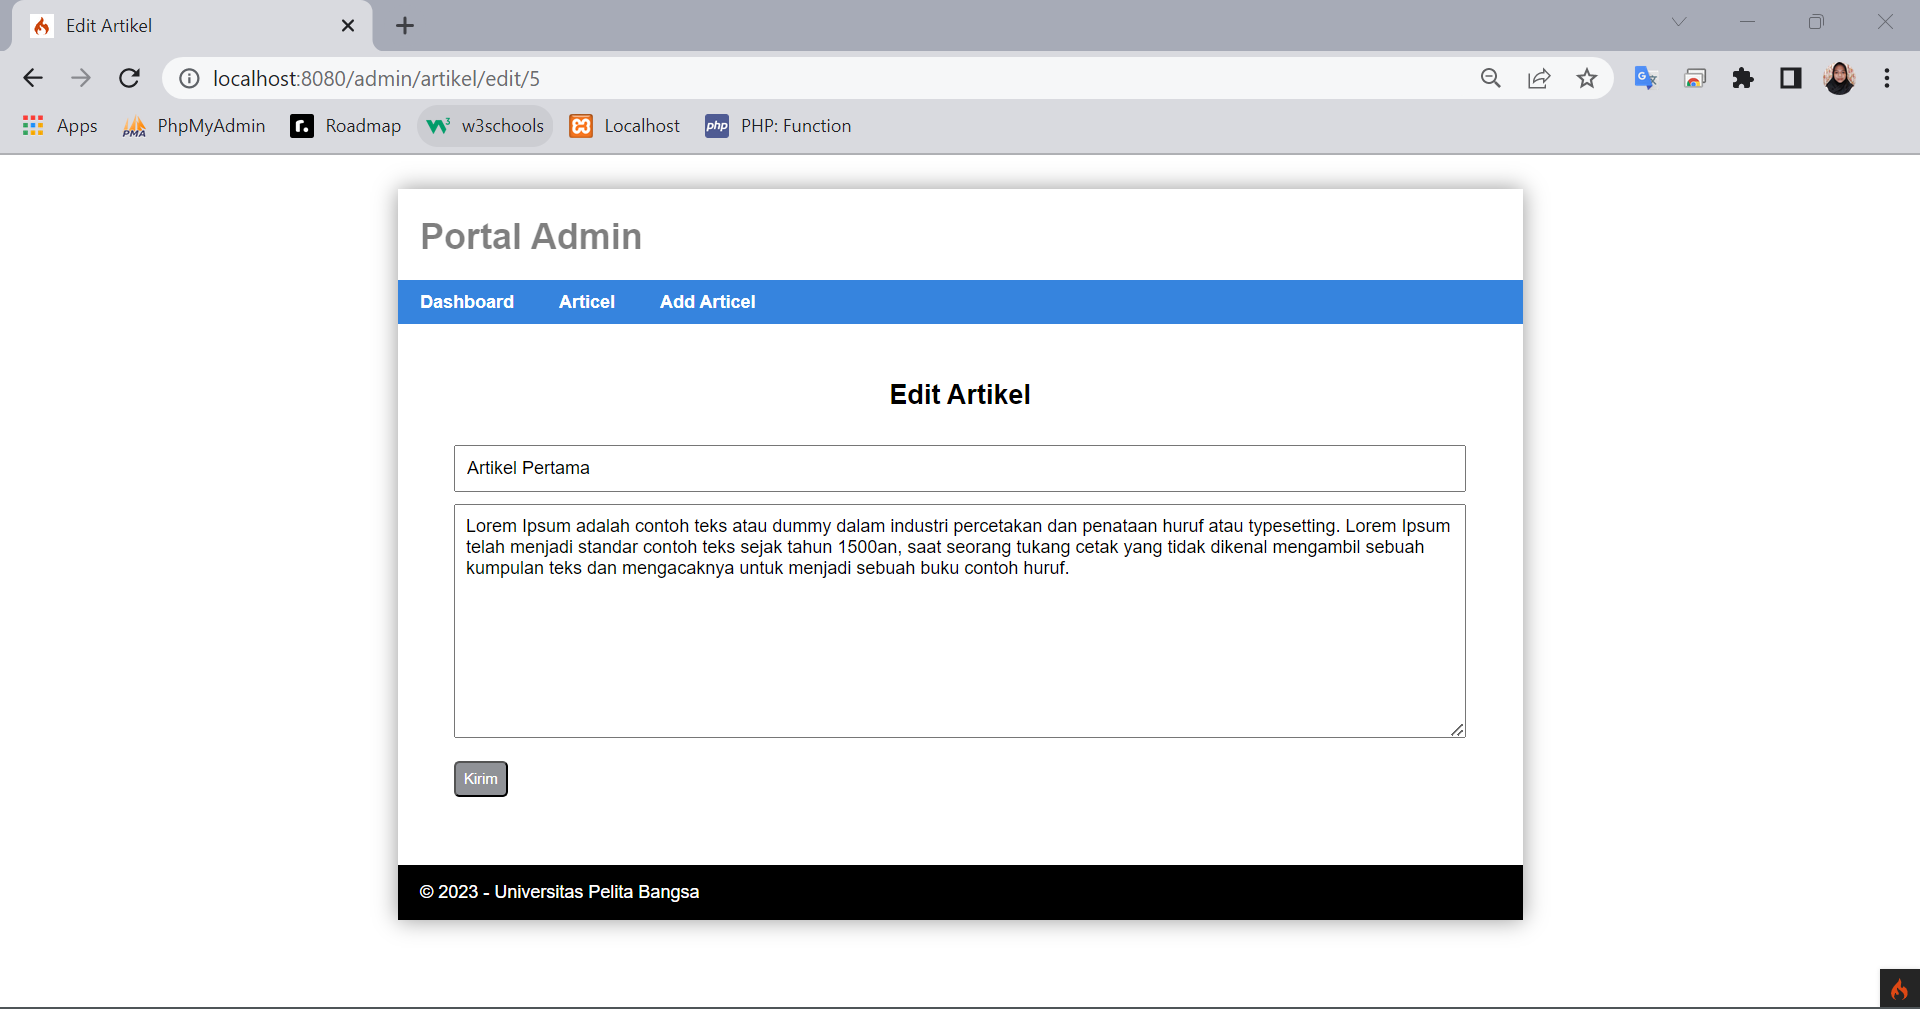 Edit Artikel
localhost:8080/admin/artikel/edit/5
Apps PMA PhpMyAdmin r. Roadmap w3 w3schools Localhost php PHP: Function
Portal Admin
Dashboard Articel Add Articel
Edit Artikel
Artikel Pertama
Lorem Ipsum adalah contoh teks atau dummy dalam industri percetakan dan penataan huruf atau typesetting. Lorem Ipsum
telah menjadi standar contoh teks sejak tahun 1500an, saat seorang tukang cetak yang tidak dikenal mengambil sebuah
kumpulan teks dan mengacaknya untuk menjadi sebuah buku contoh huruf.
Kirim
© 2023 - Universitas Pelita Bangsa